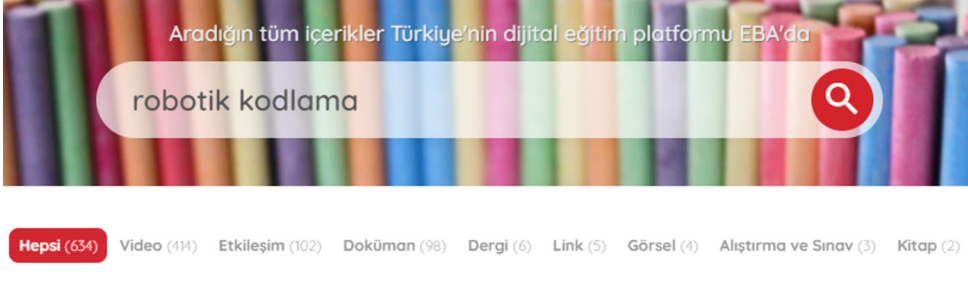 Aradığın tüm içerikler Türkiye'nin dijital eğitim platformu EBA'da
robotik kodlama
Hepsi (634) Video (414) Etkileşim (102) Doküman (98) Dergi (6) Link (5) Görsel (4) Alıştırma ve Sınav (3) Kitap (2)